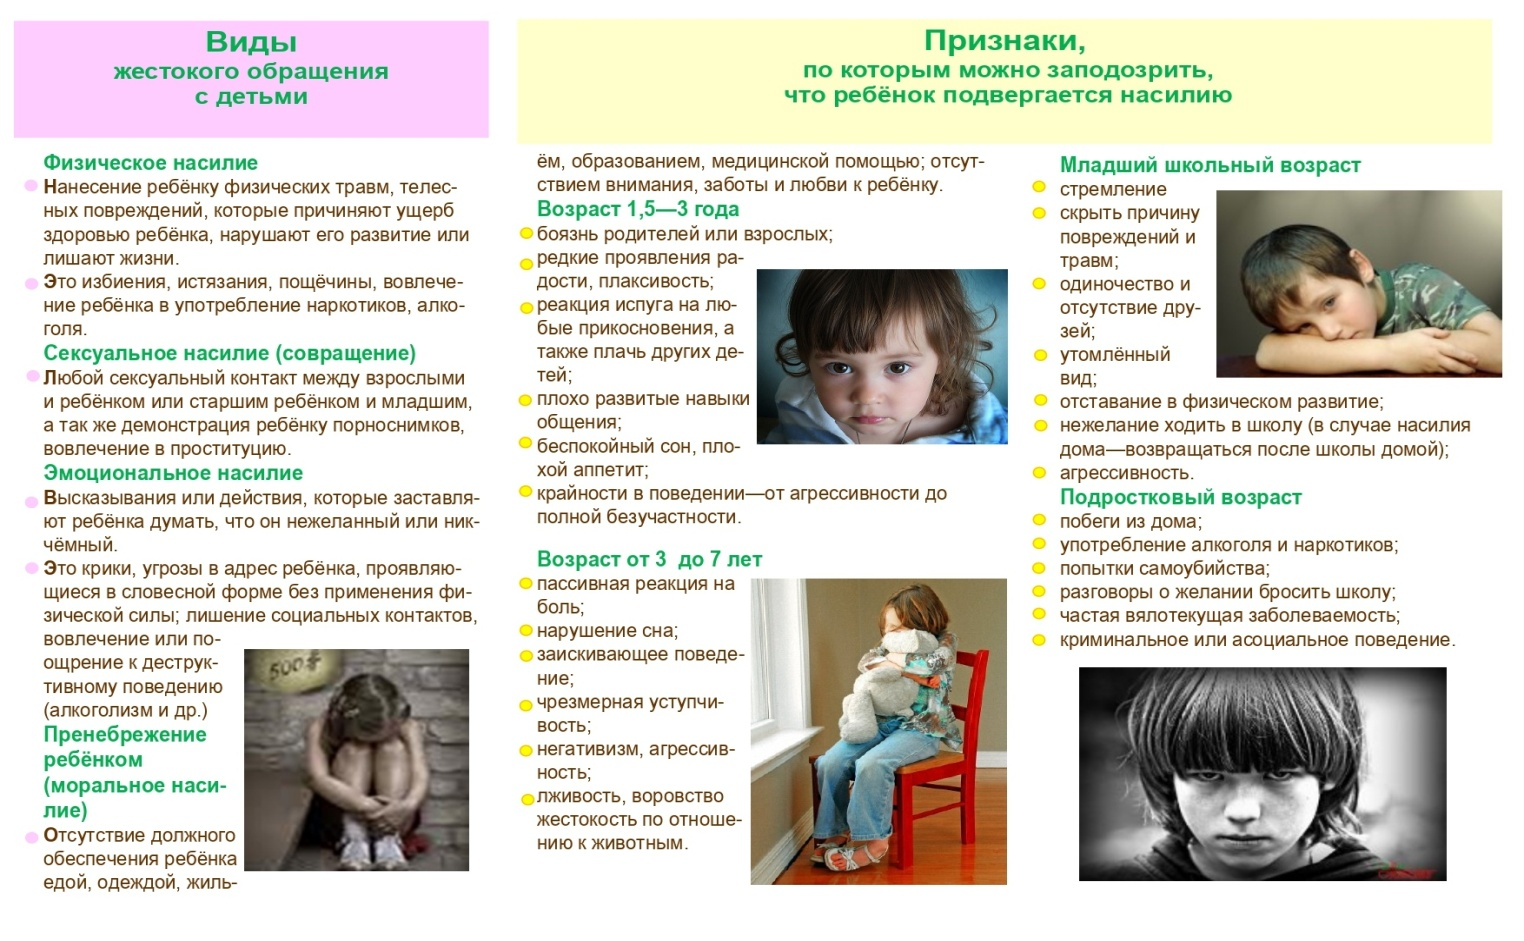 Виды
жестокого обращения
с детьми
Физическое насилие
Нанесение ребёнку физических травм, телес-
ных повреждений, которые причиняют ущерб
здоровью ребёнка, нарушают его развитие или
лишают жизни.
Это избиения, истязания, пощёчины, вовлече-
ние ребёнка в употребление наркотиков, алко-
голя.
Сексуальное насилие (совращение)
Любой сексуальный контакт между взрослыми
и ребёнком или старшим ребёнком и младшим,
а так же демонстрация ребёнку порноснимков,
вовлечение в проституцию.
Эмоциональное насилие
Высказывания или действия, которые заставля-
ют ребёнка думать, что он нежеланный или ник-
чёмный.
Это крики, угрозы в адрес ребёнка, проявляю-
щиеся в словесной форме без применения фи-
зической силы; лишение социальных контактов,
вовлечение или по-
ощрение к деструк-
тивному поведению
(алкоголизм и др.)
Пренебрежение
ребёнком
(моральное наси-
лие)
Отсутствие должного
обеспечения ребёнка
едой, одеждой, жиль-
Признаки,
по которым можно заподозрить,
что ребёнок подвергается насилию
ём, образованием, медицинской помощью; отсут-
ствием внимания, заботы и любви к ребёнку.
Возраст 1,5—3 года
боязнь родителей или взрослых;
редкие проявления ра-
дости, плаксивость;
реакция испуга на лю-
бые прикосновения, а
также плачь других де-
тей;
плохо развитые навыки
общения;
беспокойный сон, пло-
хой аппетит;
крайности в поведении—от агрессивности до
полной безучастности.
Возраст от 3 до 7 лет
пассивная реакция на
боль;
нарушение сна;
заискивающее поведе-
ние;
чрезмерная уступчи-
вость;
негативизм, агрессив-
ность;
лживость, воровство
жестокость по отноше-
нию к животным.
Младший школьный возраст
стремление
скрыть причину
повреждений и
травм;
одиночество и
отсутствие дру-
зей;
утомлённый
вид;
отставание в физическом развитие;
нежелание ходить в школу (в случае насилия
дома—возвращаться после школы домой);
агрессивность.
Подростковый возраст
побеги из дома;
употребление алкоголя и наркотиков;
попытки самоубийства;
разговоры о желании бросить школу;
частая вялотекущая заболеваемость;
криминальное или асоциальное поведение.